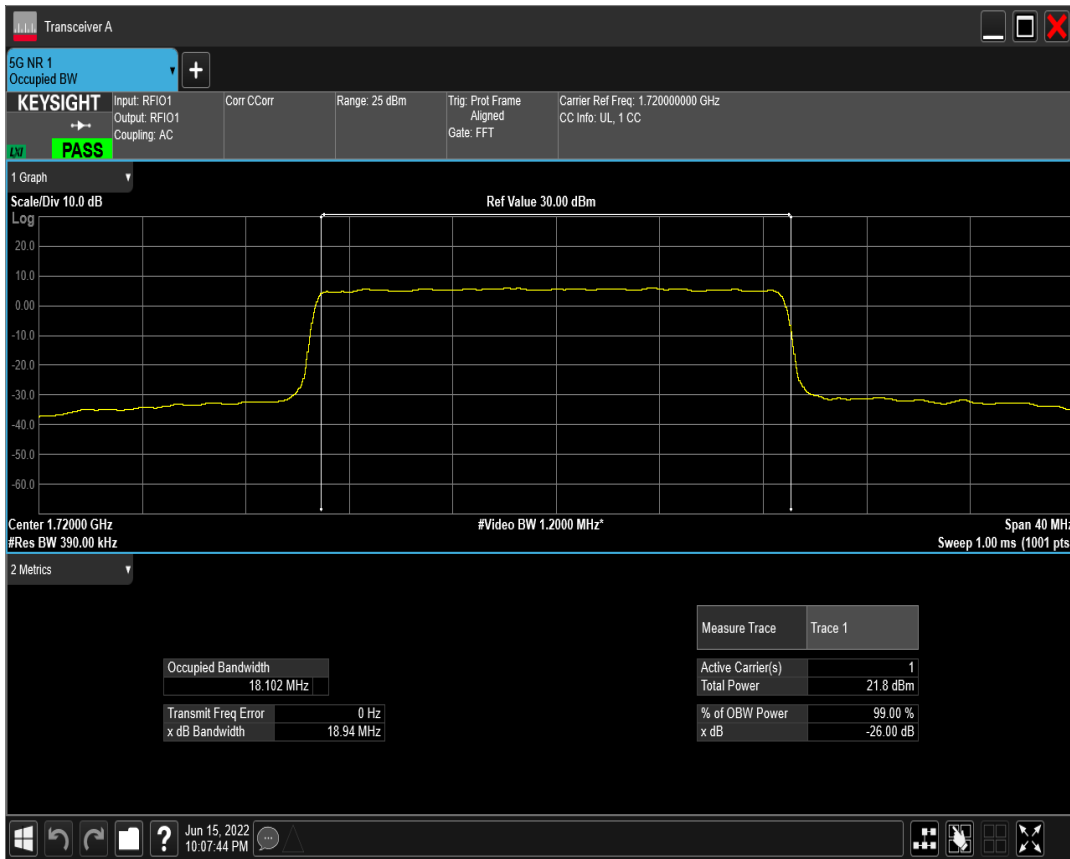 Transceiver A
5G NR 1
Occupied BW
+
KEYSIGHT
LXI
PASS
Input: RFIO1
Output: RFIO1
Coupling: AC
Corr CCorr
Range: 25 dBm
Trig: Prot Frame
Aligned
Gate: FFT
Carrier Ref Freq: 1.720000000 GHz
CC Info: UL, 1 CC
1 Graph
Scale/Div 10.0 dB
Ref Value 30.00 dBm
Log
20.0
10.0
0.00
-10.0
-20.0
-30.0
-40.0
-50.0
-60.0
Center 1.72000 GHz
#Video BW 1.2000 MHz*
Span 40 MHz
#Res BW 390.00 kHz
Sweep 1.00 ms (1001 pts
2 Metrics
Measure Trace Trace 1
Occupied Bandwidth
18.102 MHz
Active Carrier(s) 1
Total Power 21.8 dBm
Transmit Freq Error 0 Hz
x dB Bandwidth 18.94 MHz
% of OBW Power 99.00 %
x dB -26.00 dB
?
Jun 15, 2022
10:07:44 PM